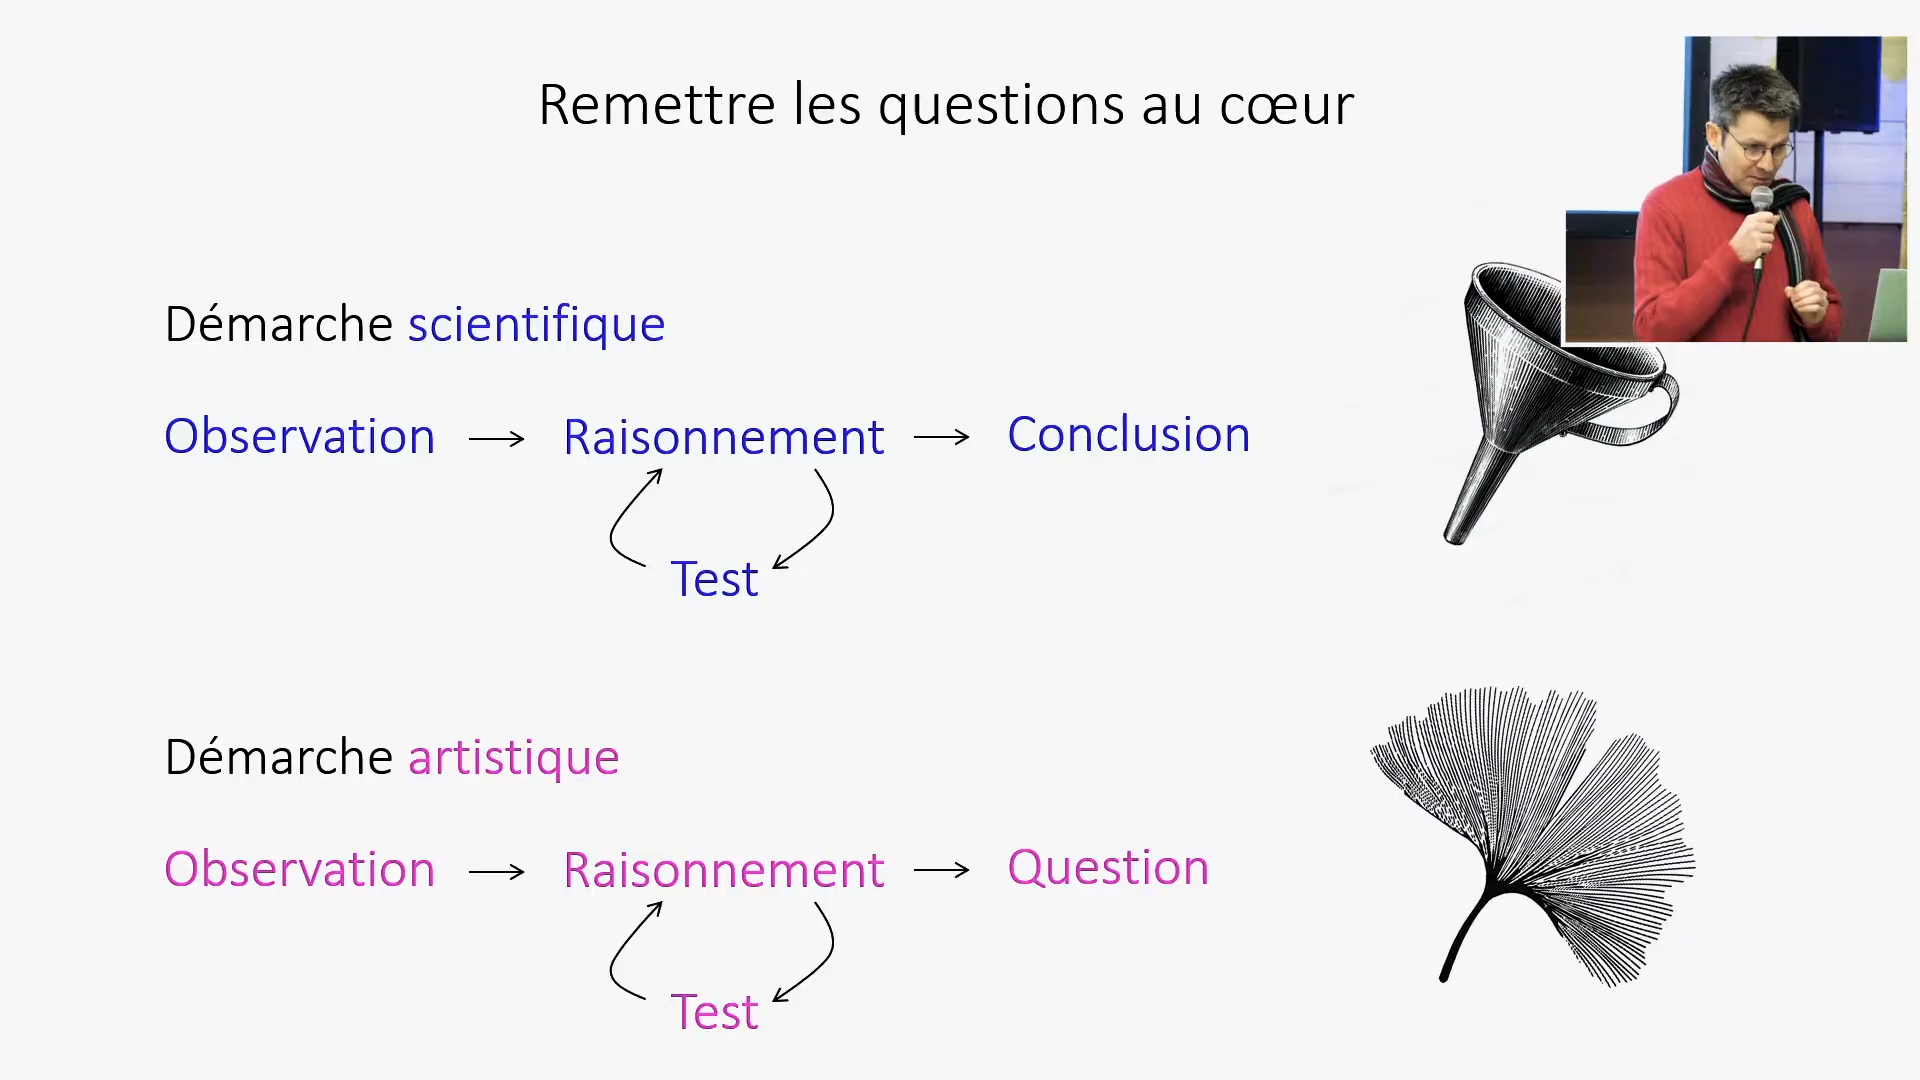 Remettre les questions au cœur
Démarche scientifique
Observation → Raisonnement → Conclusion
Test
Démarche artistique
Observation → Raisonnement → Question
Test